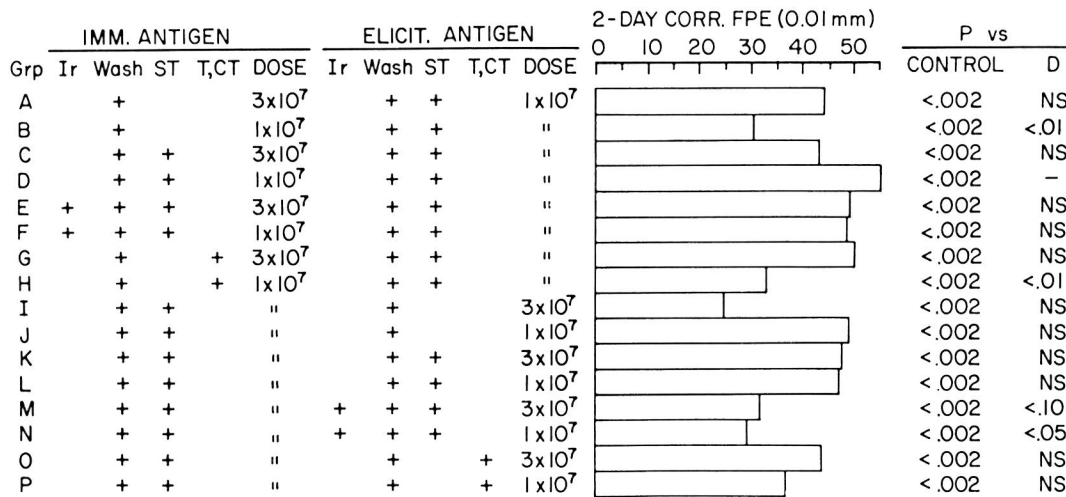 2-DAY CORR. FPE (0.01 mm)
IMM. ANTIGEN ELICIT. ANTIGEN 0 10 20 30 40 50 P vs
Grp Ir Wash ST T,CT DOSE Ir Wash ST T,CT DOSE CONTROL D
A + 3x10⁷ + + 1x10⁷ <.002 NS
B + 1x10⁷ + + " <.002 <.01
C + + 3x10⁷ + + " <.002 NS
D + + 1x10⁷ + + " <.002 –
E + + + 3x10⁷ + + " <.002 NS
F + + + 1x10⁷ + + " <.002 NS
G + + 3x10⁷ + + " <.002 NS
H + + 1x10⁷ + + " <.002 <.01
I + + " + 3x10⁷ <.002 NS
J + + " + 1x10⁷ <.002 NS
K + + " + + 3x10⁷ <.002 NS
L + + " + + 1x10⁷ <.002 NS
M + + " + + + 3x10⁷ <.002 <.10
N + + " + + + 1x10⁷ <.002 <.05
O + + " + + 3x10⁷ <.002 NS
P + + " + + 1x10⁷ <.002 NS